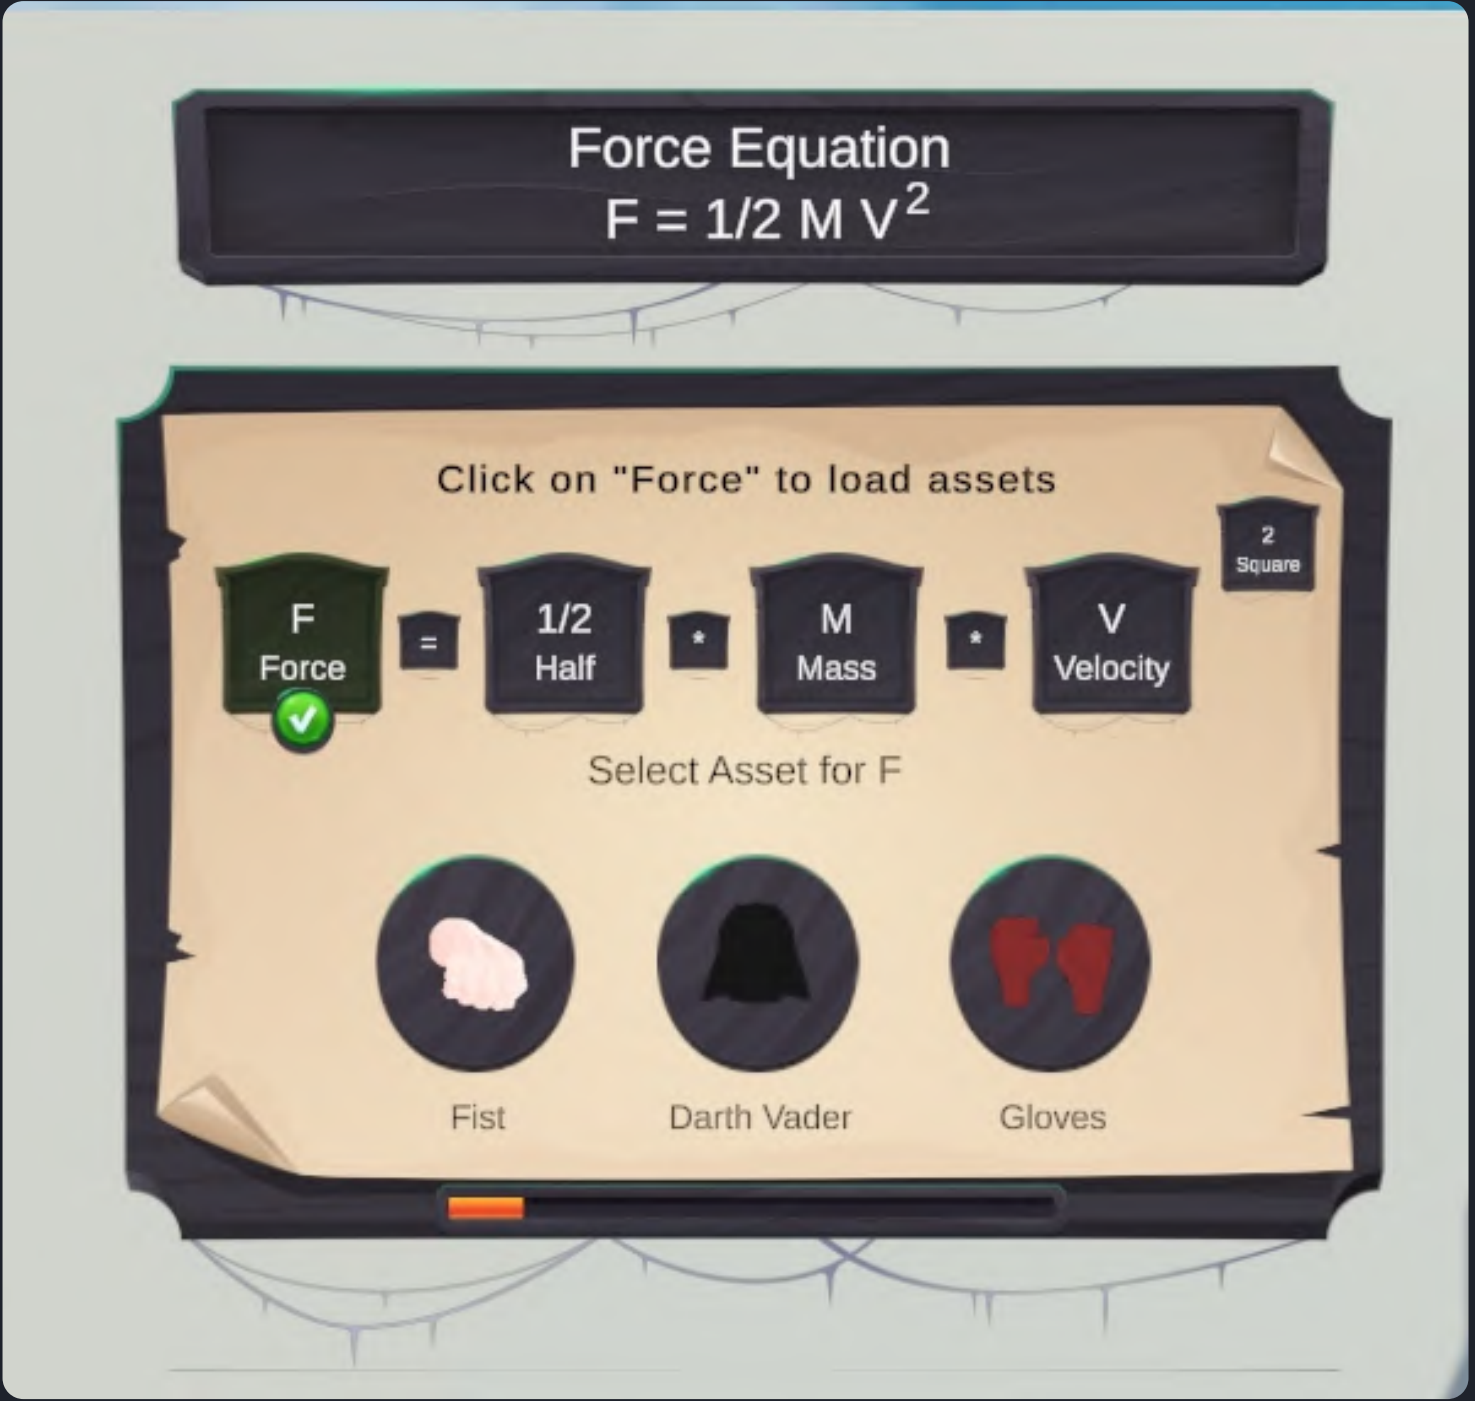 Force Equation
F = 1/2 M V²
Click on "Force" to load assets
2
Square
F
Force
=
1/2
Half
*
M
Mass
*
V
Velocity
Select Asset for F
Fist
Darth Vader
Gloves